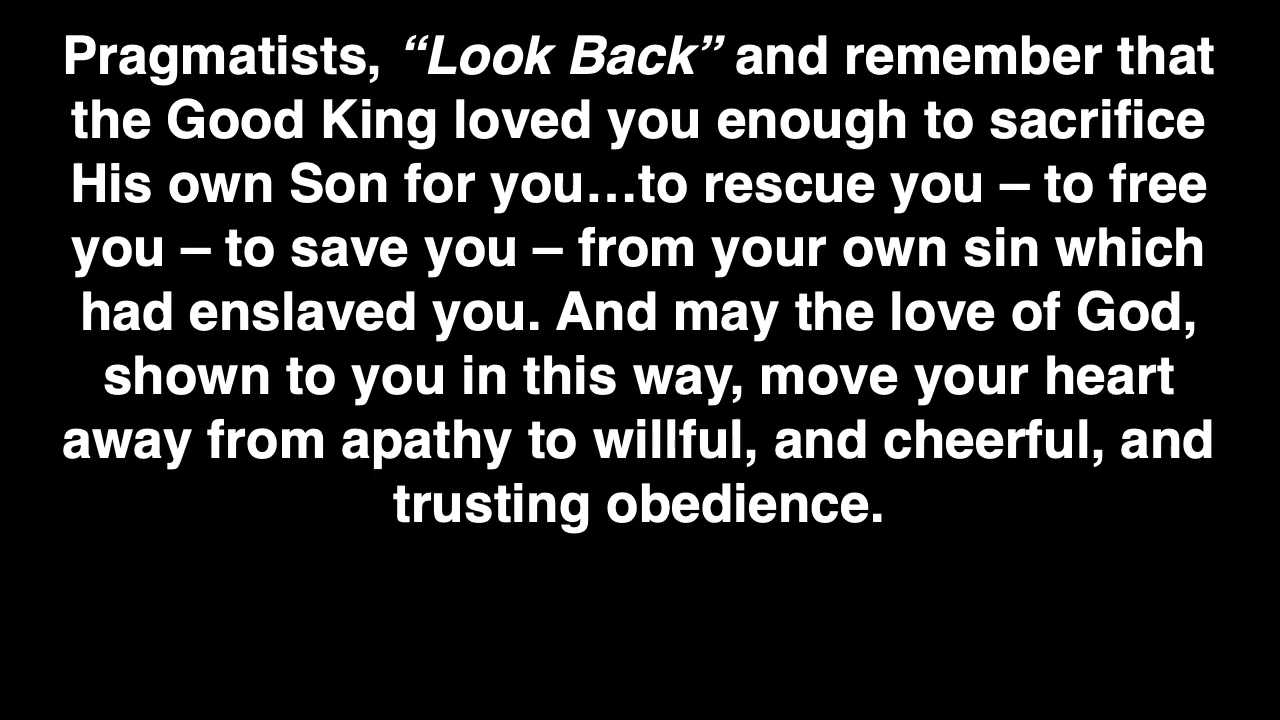 Pragmatists, “Look Back” and remember that
the Good King loved you enough to sacrifice
His own Son for you…to rescue you – to free
you – to save you – from your own sin which
had enslaved you. And may the love of God,
shown to you in this way, move your heart
away from apathy to willful, and cheerful, and
trusting obedience.